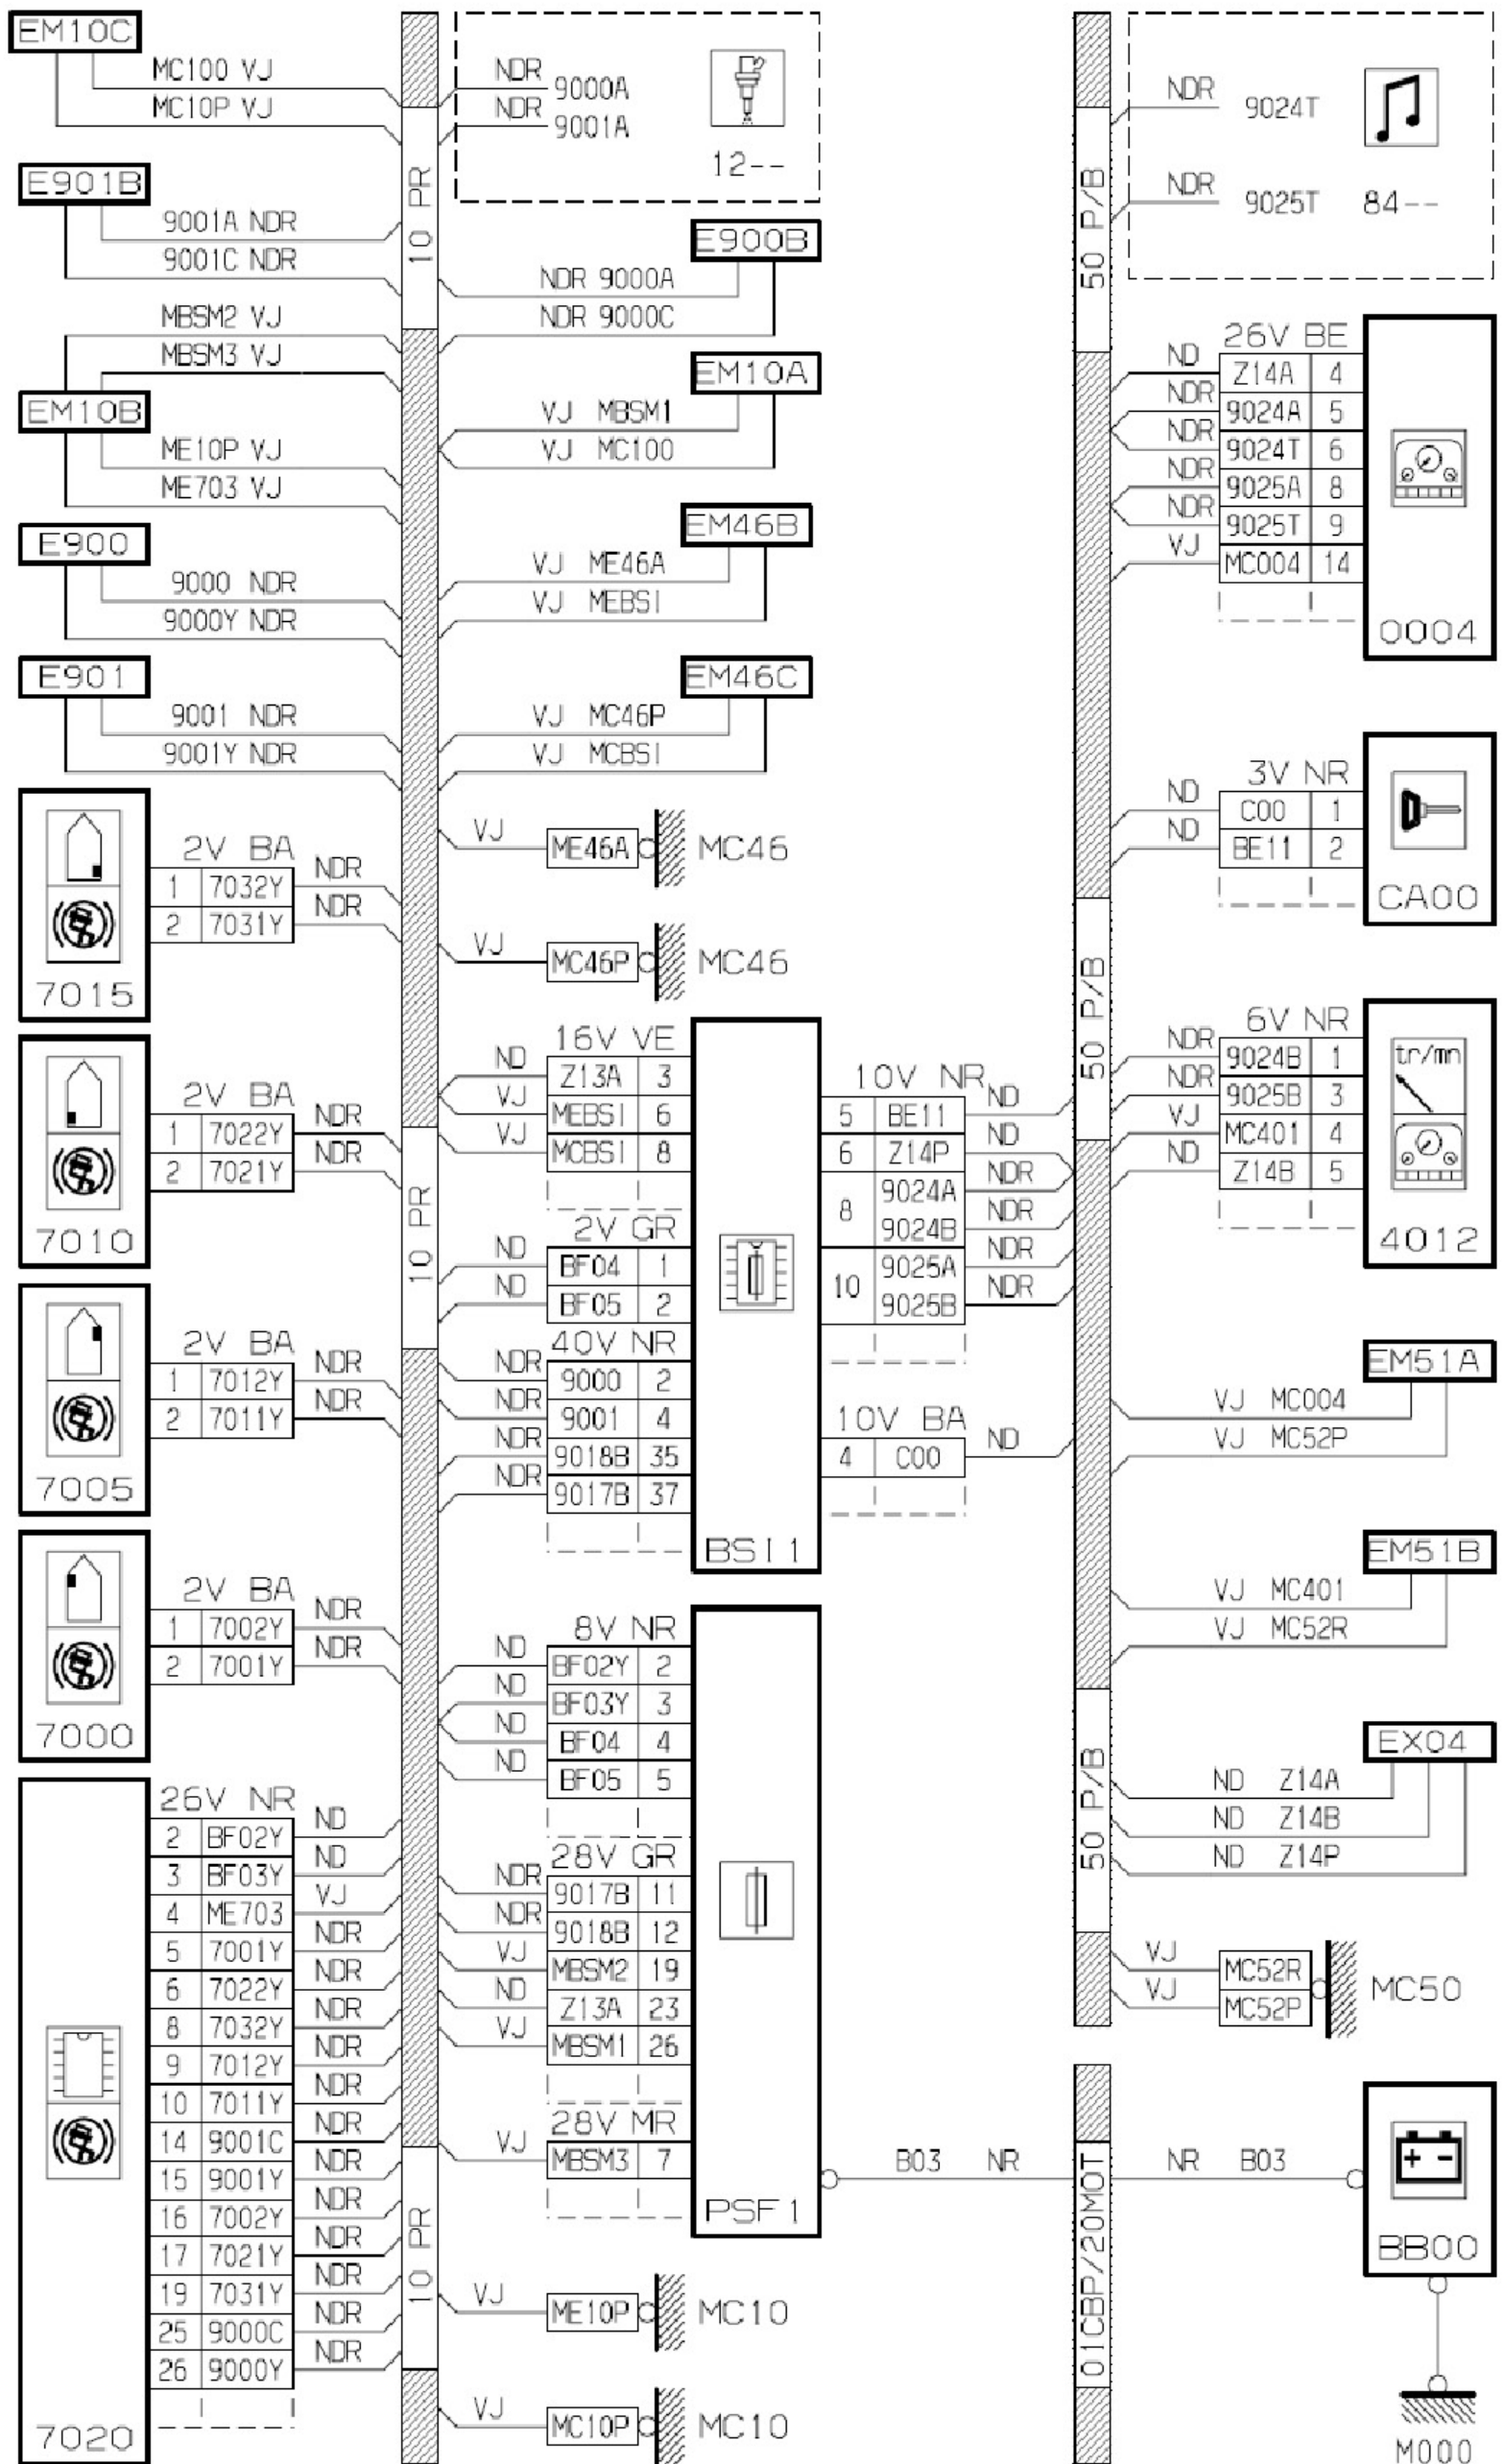 EM10C
MC100 VJ
MC10P VJ
E901B
9001A NDR
9001C NDR
MBSM2 VJ
MBSM3 VJ
EM10B
ME10P VJ
ME703 VJ
E900
9000 NDR
9000Y NDR
E901
9001 NDR
9001Y NDR
2V BA
1 7032Y NDR
2 7031Y NDR
7015
2V BA
1 7022Y NDR
2 7021Y NDR
7010
2V BA
1 7012Y NDR
2 7011Y NDR
7005
2V BA
1 7002Y NDR
2 7001Y NDR
7000
26V NR
2 BF02Y ND
3 BF03Y ND
4 ME703 VJ
5 7001Y NDR
6 7022Y NDR
8 7032Y NDR
9 7012Y NDR
10 7011Y NDR
14 9001C NDR
15 9001Y NDR
16 7002Y NDR
17 7021Y NDR
19 7031Y NDR
25 9000C NDR
26 9000Y NDR
7020
10 PR
10 PR
10 PR
NDR 9000A
NDR 9001A
12--
E900B
NDR 9000A
NDR 9000C
EM10A
VJ MBSM1
VJ MC100
EM46B
VJ ME46A
VJ MEBSI
EM46C
VJ MC46P
VJ MCBSI
VJ ME46A MC46
VJ MC46P MC46
16V VE
ND Z13A 3
VJ MEBSI 6
VJ MCBSI 8
2V GR
ND BF04 1
ND BF05 2
40V NR
NDR 9000 2
NDR 9001 4
NDR 9018B 35
NDR 9017B 37
BSI1
10V NR
5 BE11 ND
6 Z14P ND
8 9024A NDR
9024B NDR
10 9025A NDR
9025B NDR
10V BA
4 C00 ND
8V NR
ND BF02Y 2
ND BF03Y 3
ND BF04 4
ND BF05 5
28V GR
NDR 9017B 11
NDR 9018B 12
VJ MBSM2 19
ND Z13A 23
VJ MBSM1 26
28V MR
VJ MBSM3 7
PSF1
B03 NR
VJ ME10P MC10
VJ MC10P MC10
50 P/B
50 P/B
50 P/B
01CBP/20MOT
NDR 9024T
NDR 9025T 84--
26V BE
ND Z14A 4
NDR 9024A 5
NDR 9024T 6
NDR 9025A 8
NDR 9025T 9
VJ MC004 14
0004
3V NR
ND C00 1
ND BE11 2
CA00
6V NR
NDR 9024B 1
NDR 9025B 3
VJ MC401 4
ND Z14B 5
tr/mn
4012
EM51A
VJ MC004
VJ MC52P
EM51B
VJ MC401
VJ MC52R
EX04
ND Z14A
ND Z14B
ND Z14P
VJ MC52R
VJ MC52P
MC50
NR B03
+ -
BB00
M000